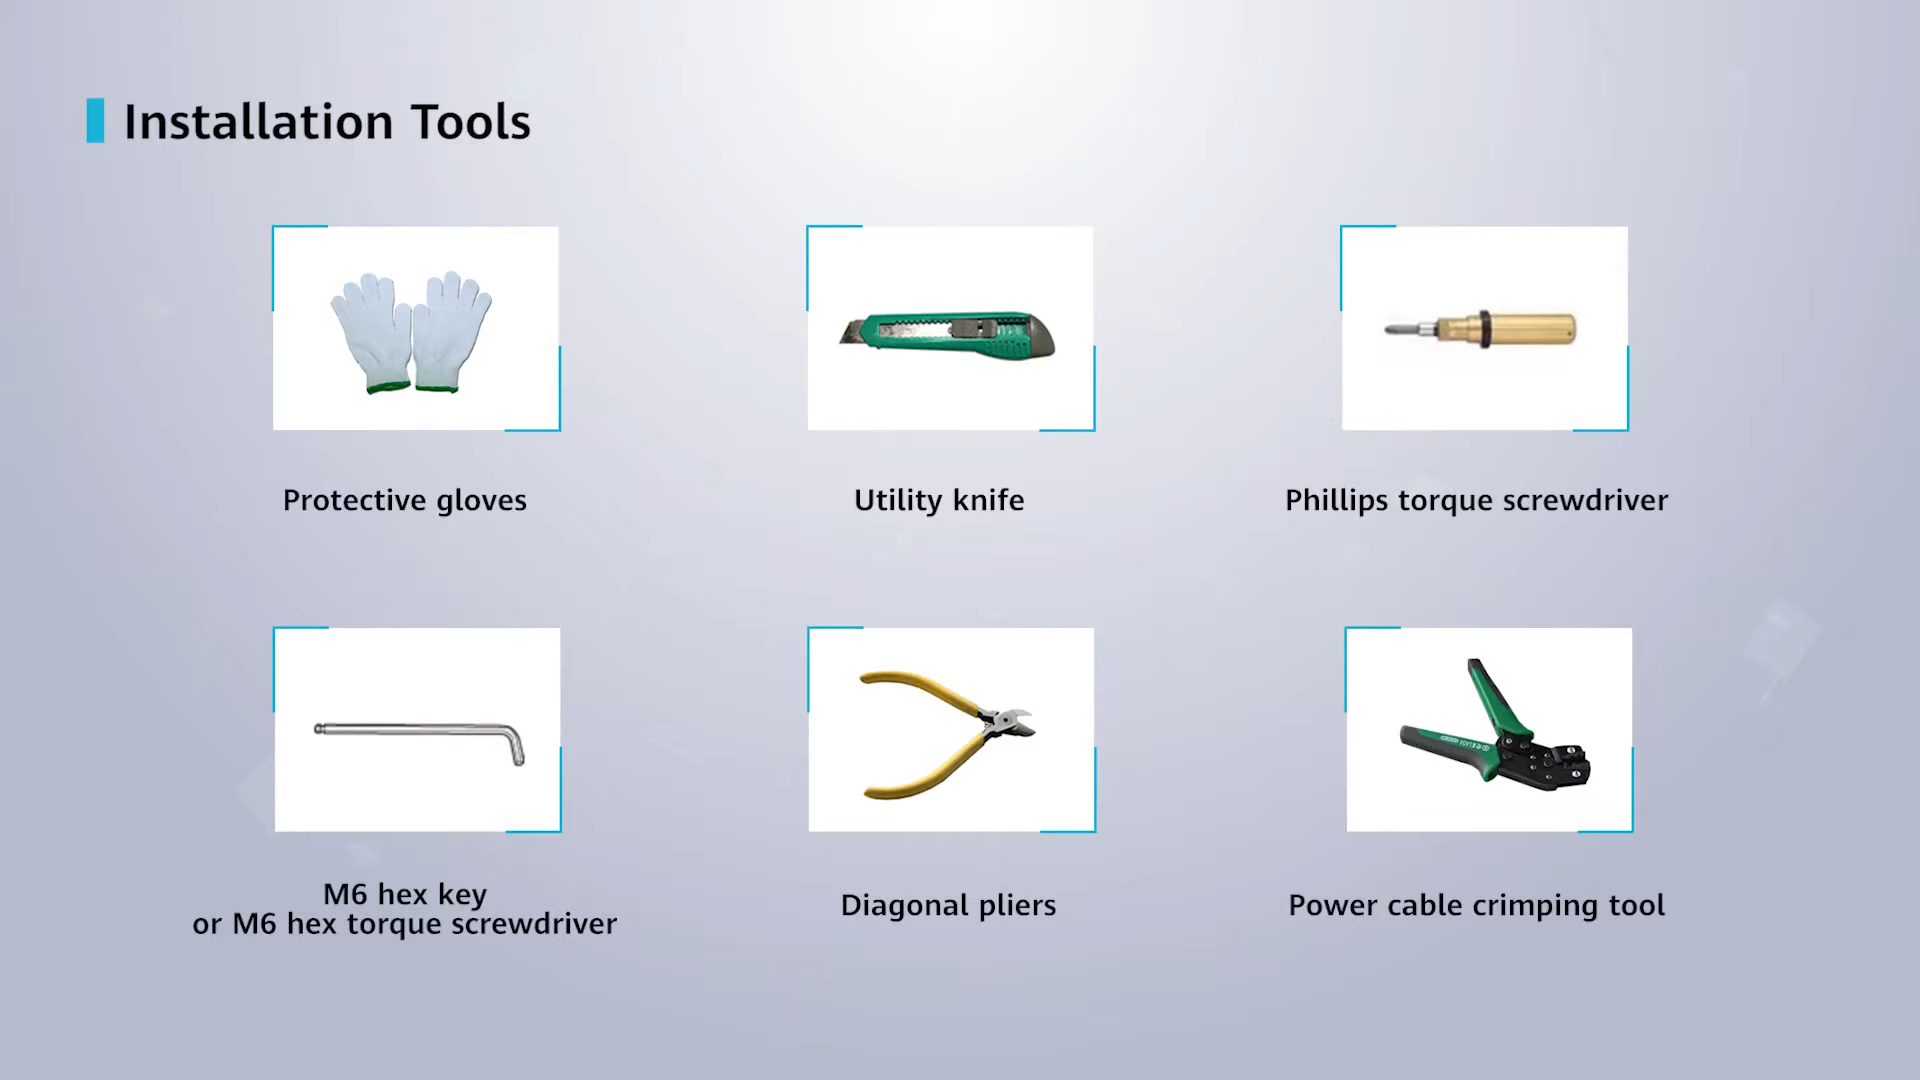 Installation Tools
Protective gloves
Utility knife
Phillips torque screwdriver
M6 hex key
or M6 hex torque screwdriver
Diagonal pliers
Power cable crimping tool